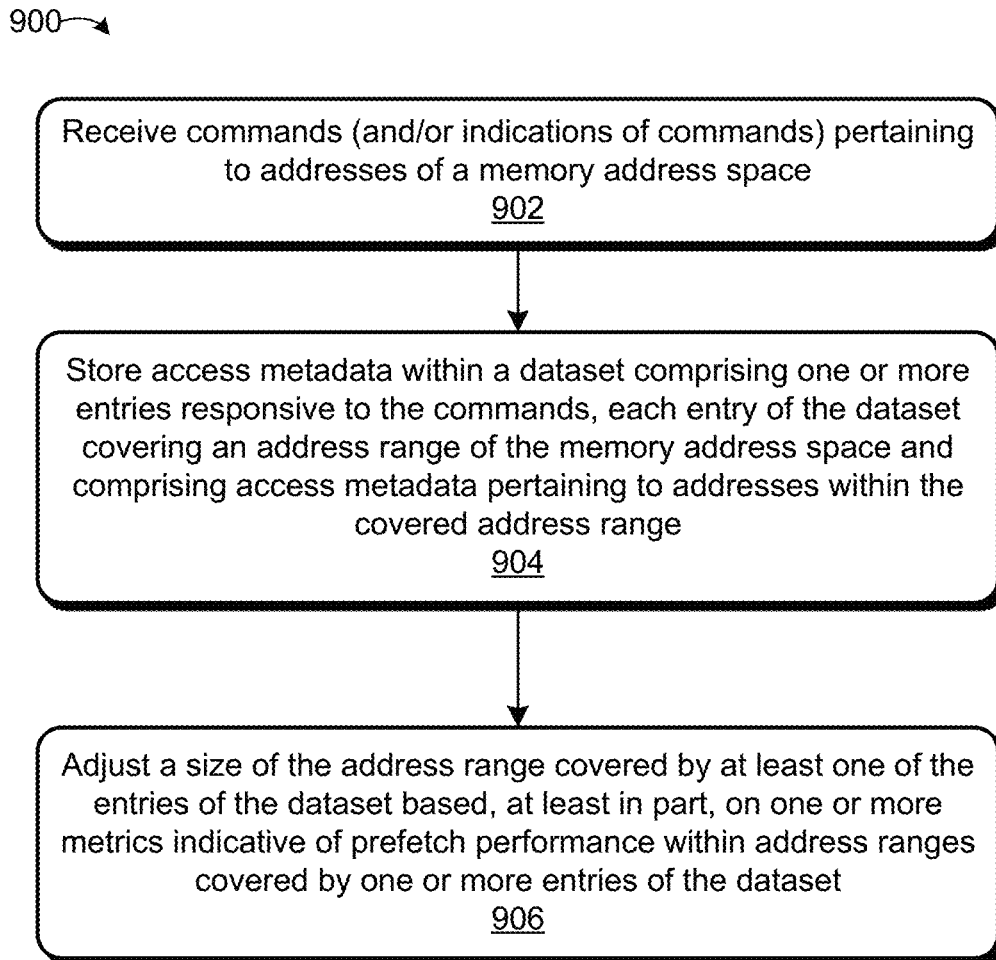 900
Receive commands (and/or indications of commands) pertaining
to addresses of a memory address space
902
Store access metadata within a dataset comprising one or more
entries responsive to the commands, each entry of the dataset
covering an address range of the memory address space and
comprising access metadata pertaining to addresses within the
covered address range
904
Adjust a size of the address range covered by at least one of the
entries of the dataset based, at least in part, on one or more
metrics indicative of prefetch performance within address ranges
covered by one or more entries of the dataset
906